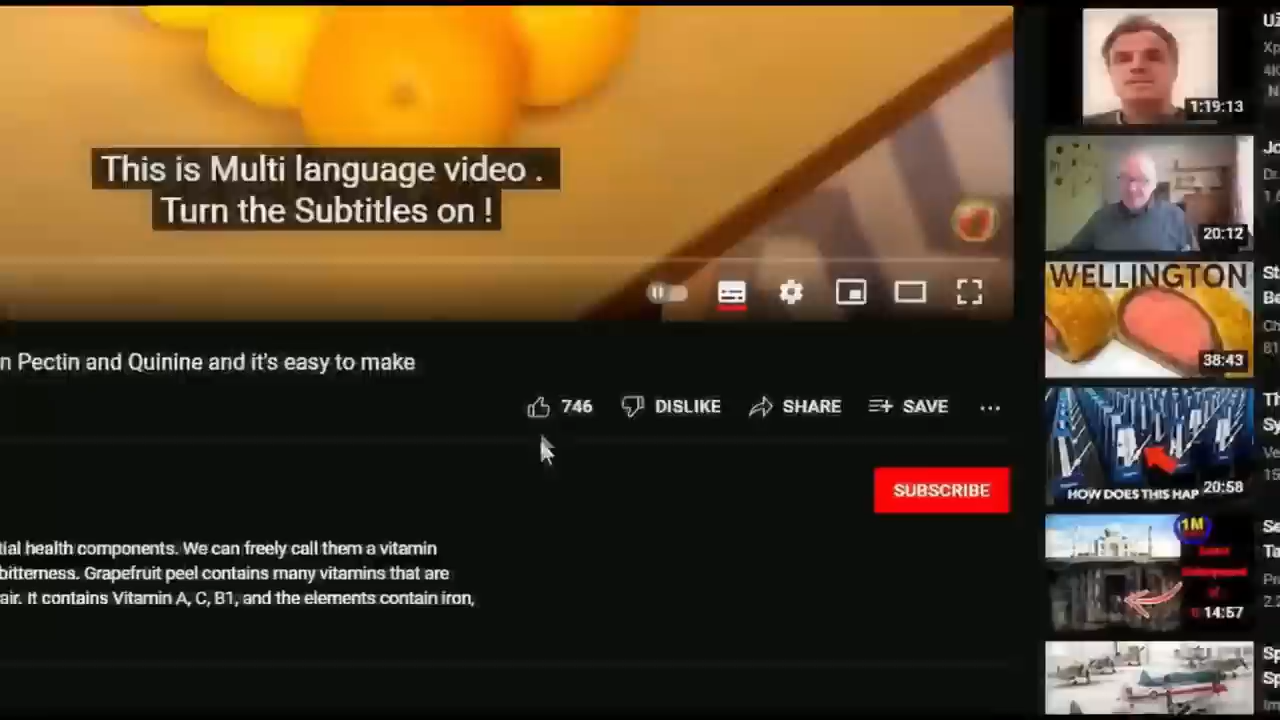 This is Multi language video .
Turn the Subtitles on !
n Pectin and Quinine and it's easy to make
746 DISLIKE SHARE SAVE
SUBSCRIBE
tial health components. We can freely call them a vitamin
bitterness. Grapefruit peel contains many vitamins that are
air. It contains Vitamin A, C, B1, and the elements contain iron,
1:19:13
20:12
WELLINGTON
38:43
HOW DOES THIS HAP
20:58
1M
14:57